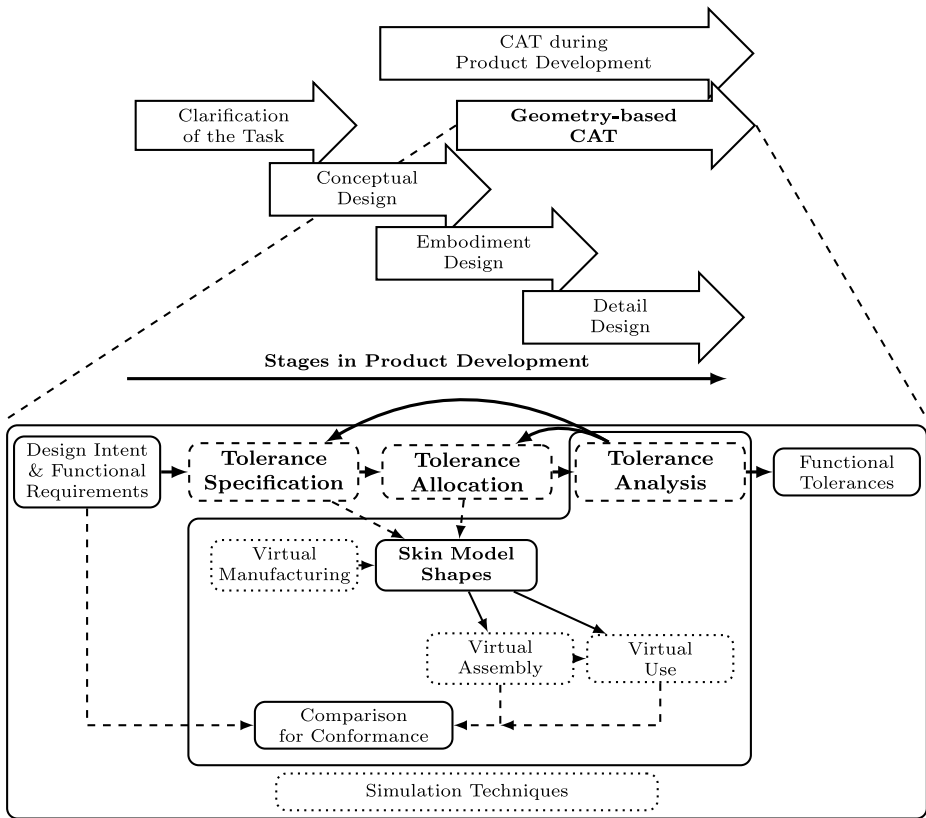 CAT during
Product Development
Clarification
of the Task
Geometry-based
CAT
Conceptual
Design
Embodiment
Design
Detail
Design
Stages in Product Development
Design Intent
& Functional
Requirements
Tolerance
Specification
Tolerance
Allocation
Tolerance
Analysis
Functional
Tolerances
Virtual
Manufacturing
Skin Model
Shapes
Virtual
Assembly
Virtual
Use
Comparison
for Conformance
Simulation Techniques